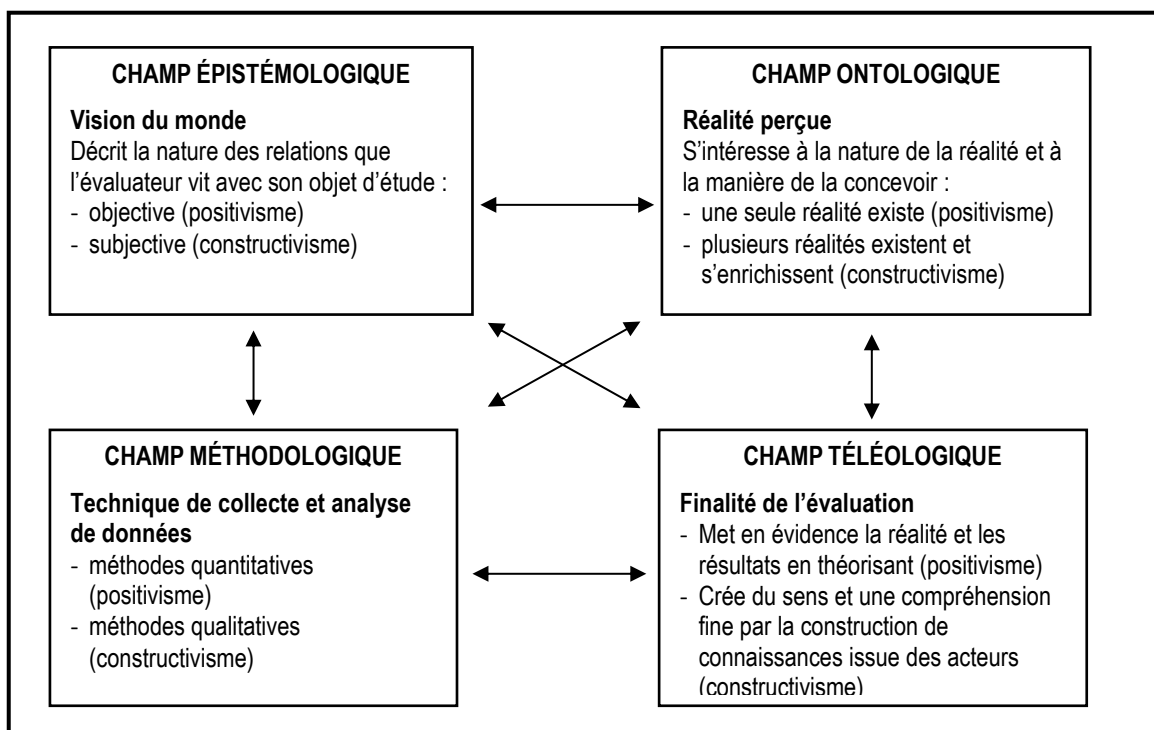 CHAMP ÉPISTÉMOLOGIQUE
Vision du monde
Décrit la nature des relations que
l’évaluateur vit avec son objet d’étude :
- objective (positivisme)
- subjective (constructivisme)
CHAMP ONTOLOGIQUE
Réalité perçue
S’intéresse à la nature de la réalité et à
la manière de la concevoir :
- une seule réalité existe (positivisme)
- plusieurs réalités existent et
s’enrichissent (constructivisme)
CHAMP MÉTHODOLOGIQUE
Technique de collecte et analyse
de données
- méthodes quantitatives
(positivisme)
- méthodes qualitatives
(constructivisme)
CHAMP TÉLÉOLOGIQUE
Finalité de l’évaluation
- Met en évidence la réalité et les
résultats en théorisant (positivisme)
- Crée du sens et une compréhension
fine par la construction de
connaissances issue des acteurs
(constructivisme)